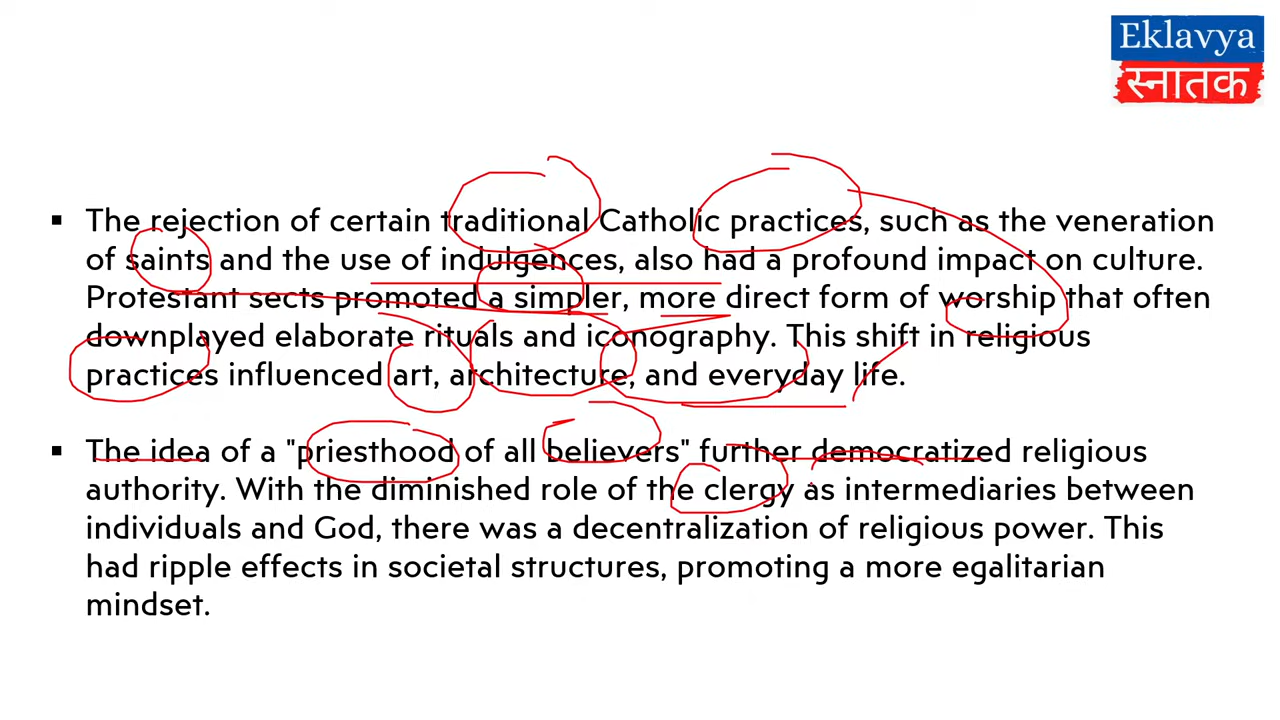 Eklavya
स्नातक
▪ The rejection of certain traditional Catholic practices, such as the veneration
of saints and the use of indulgences, also had a profound impact on culture.
Protestant sects promoted a simpler, more direct form of worship that often
downplayed elaborate rituals and iconography. This shift in religious
practices influenced art, architecture, and everyday life.
▪ The idea of a "priesthood of all believers" further democratized religious
authority. With the diminished role of the clergy as intermediaries between
individuals and God, there was a decentralization of religious power. This
had ripple effects in societal structures, promoting a more egalitarian
mindset.